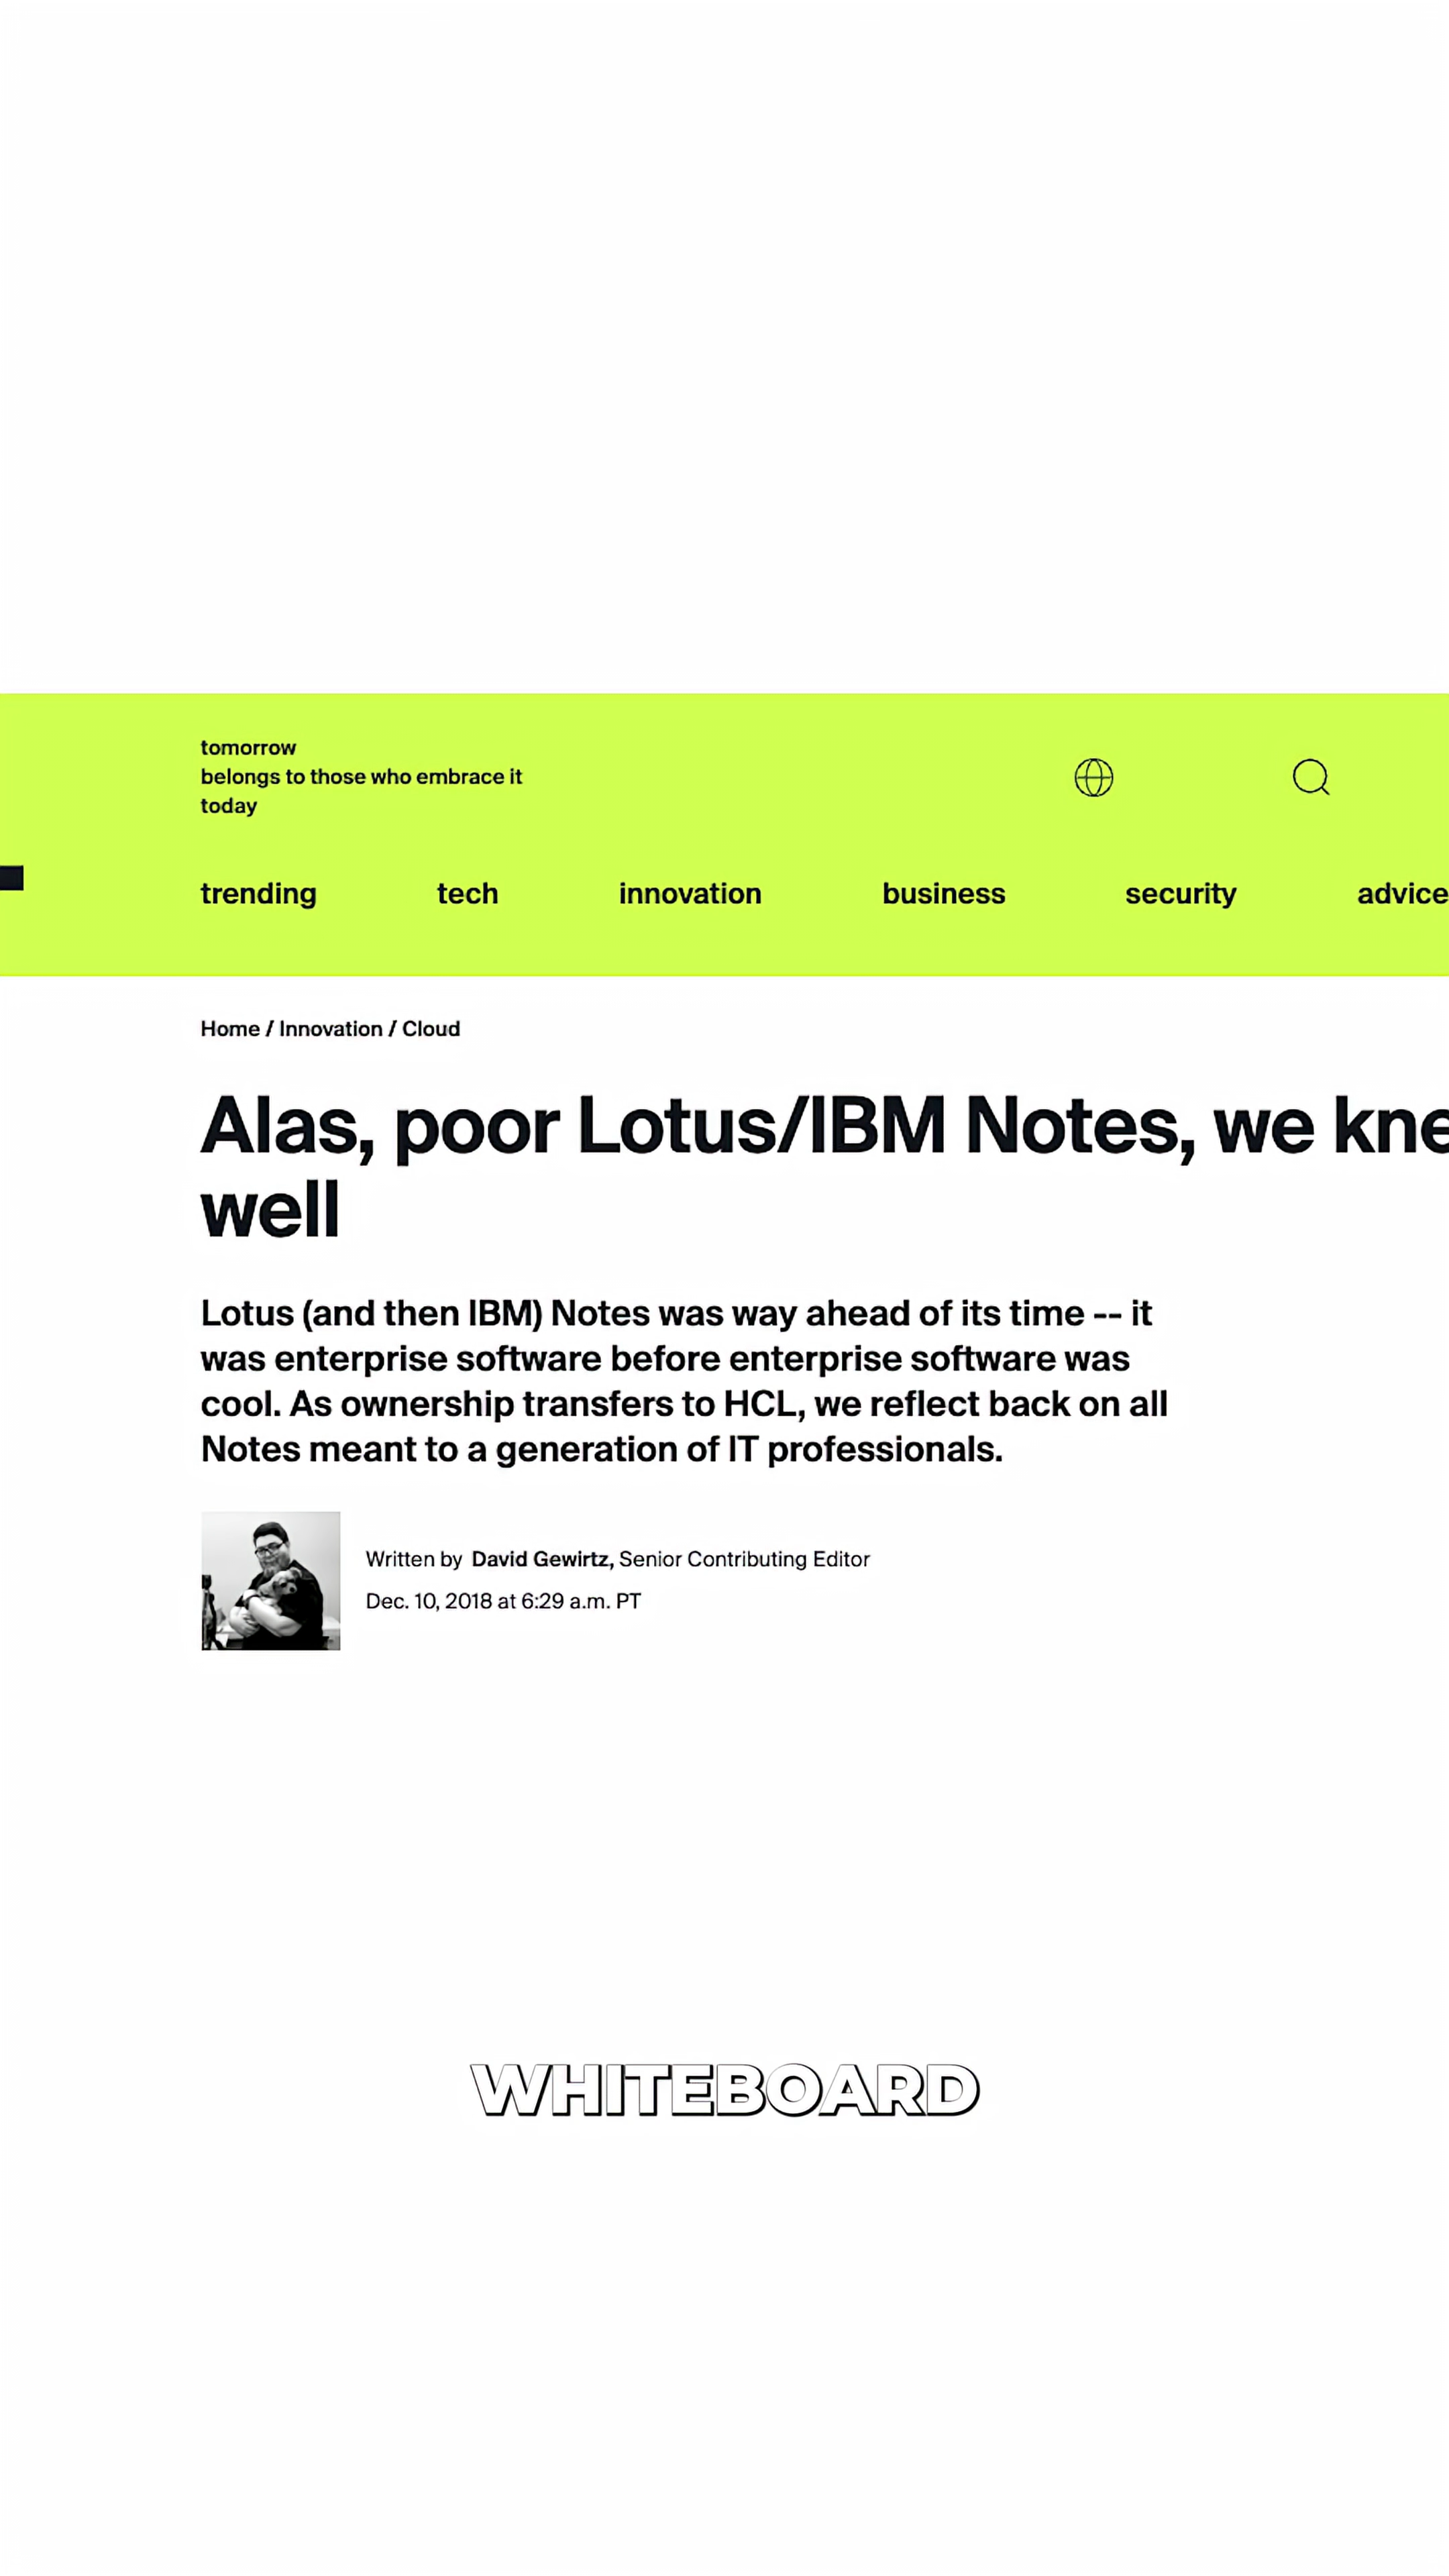 tomorrow
belongs to those who embrace it
today
trending tech innovation business security advice
Home / Innovation / Cloud
Alas, poor Lotus/IBM Notes, we kne
well
Lotus (and then IBM) Notes was way ahead of its time -- it
was enterprise software before enterprise software was
cool. As ownership transfers to HCL, we reflect back on all
Notes meant to a generation of IT professionals.
Written by David Gewirtz, Senior Contributing Editor
Dec. 10, 2018 at 6:29 a.m. PT
WHITEBOARD